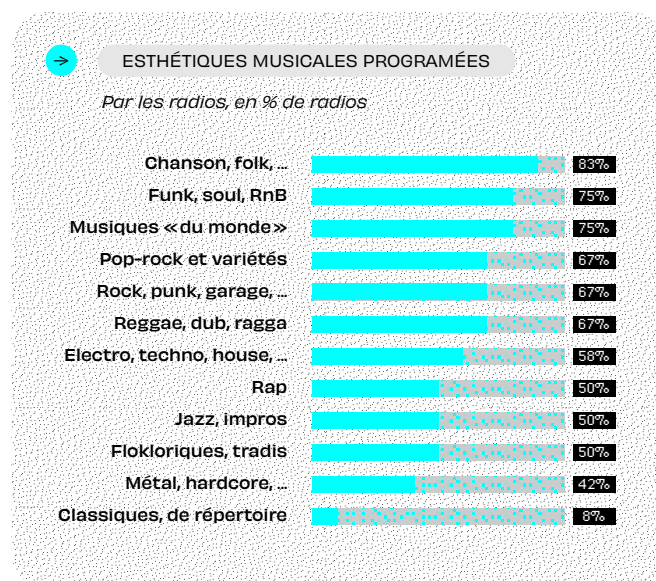 ESTHÉTIQUES MUSICALES PROGRAMÉES
Par les radios, en % de radios
Chanson, folk, ... 83%
Funk, soul, RnB 75%
Musiques «du monde» 75%
Pop-rock et variétés 67%
Rock, punk, garage, ... 67%
Reggae, dub, ragga 67%
Electro, techno, house, ... 58%
Rap 50%
Jazz, impros 50%
Flokloriques, tradis 50%
Métal, hardcore, ... 42%
Classiques, de répertoire 8%